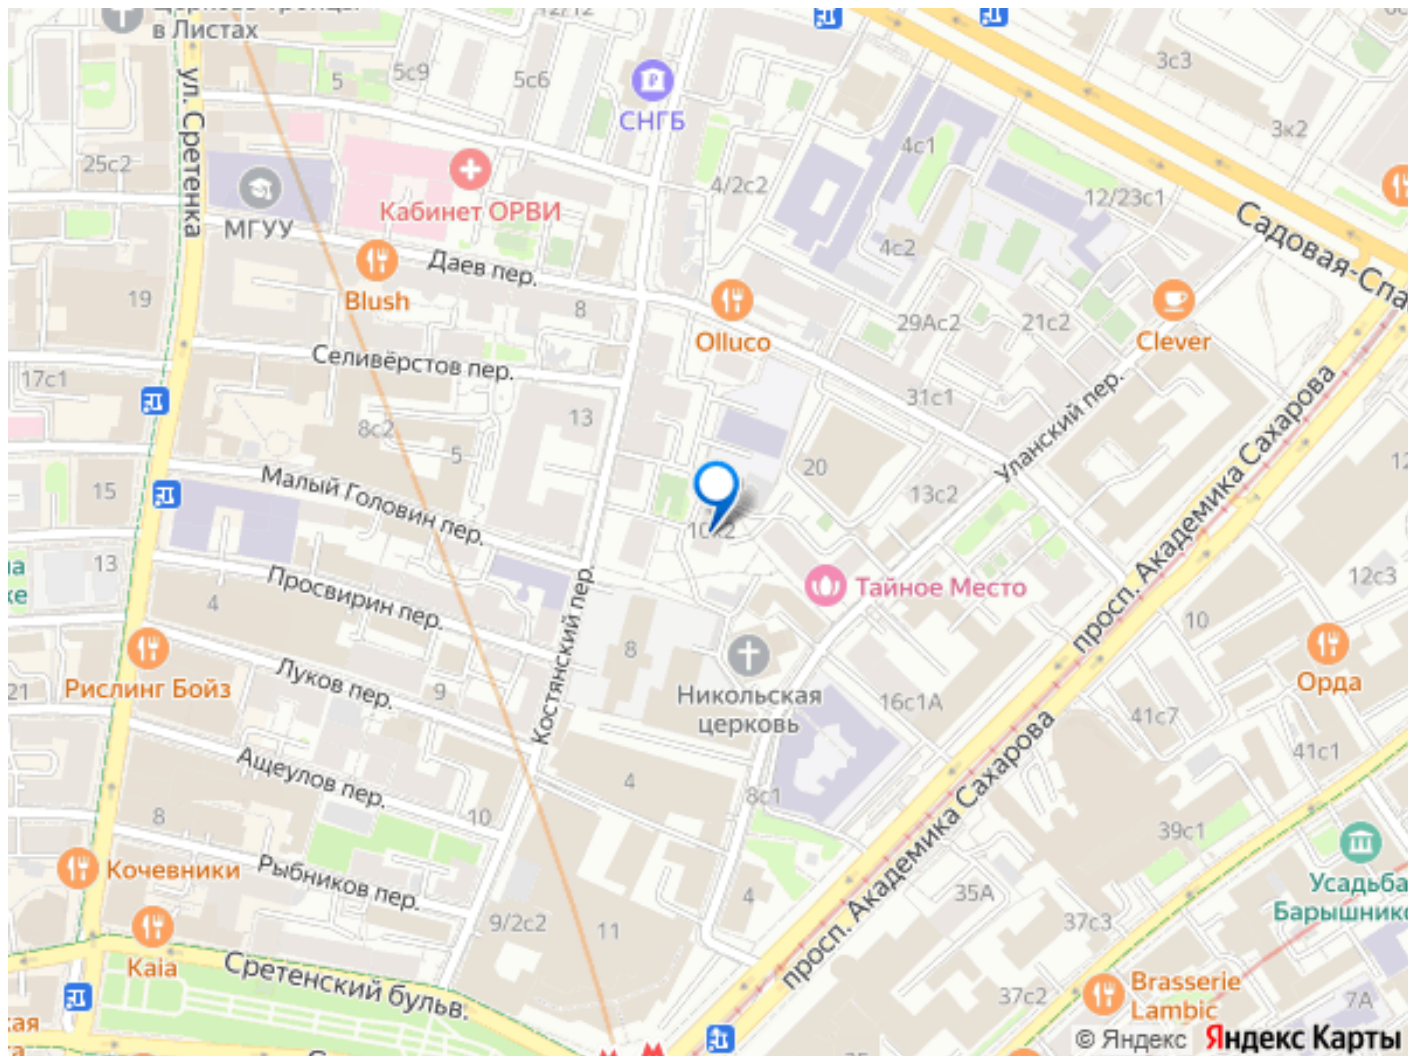 в Листах
12/12
5с9
5
5с6
СНГБ
3с3
3к2
4с1
25с2
ул. Сретенка
Кабинет ОРВИ
МГУУ
4/2с2
12/23с1
4с2
Садовая-Спа
Даев пер.
Blush
19
8
Olluco
29Ас2
21с2
Clever
Селивёрстов пер.
17с1
13
8с2
5
31с1
Уланский пер.
просп. Академика Сахарова
20
13с2
15
Малый Головин пер.
10к2
13
4
Просвирин пер.
Костянский пер.
Тайное Место
12с3
10
8
Луков пер.
9
Рислинг Бойз
21
Никольская
церковь
16с1А
Орда
41с7
41с1
просп. Академика Сахарова
Ащеулов пер.
4
8с1
8
10
39с1
Кочевники
Рыбников пер.
4
35А
Усадьба
Барышник
9/2с2
11
37с3
Kaia
Сретенский бульв.
37с2
Brasserie
Lambic
7А
© Яндекс Яндекс Карты